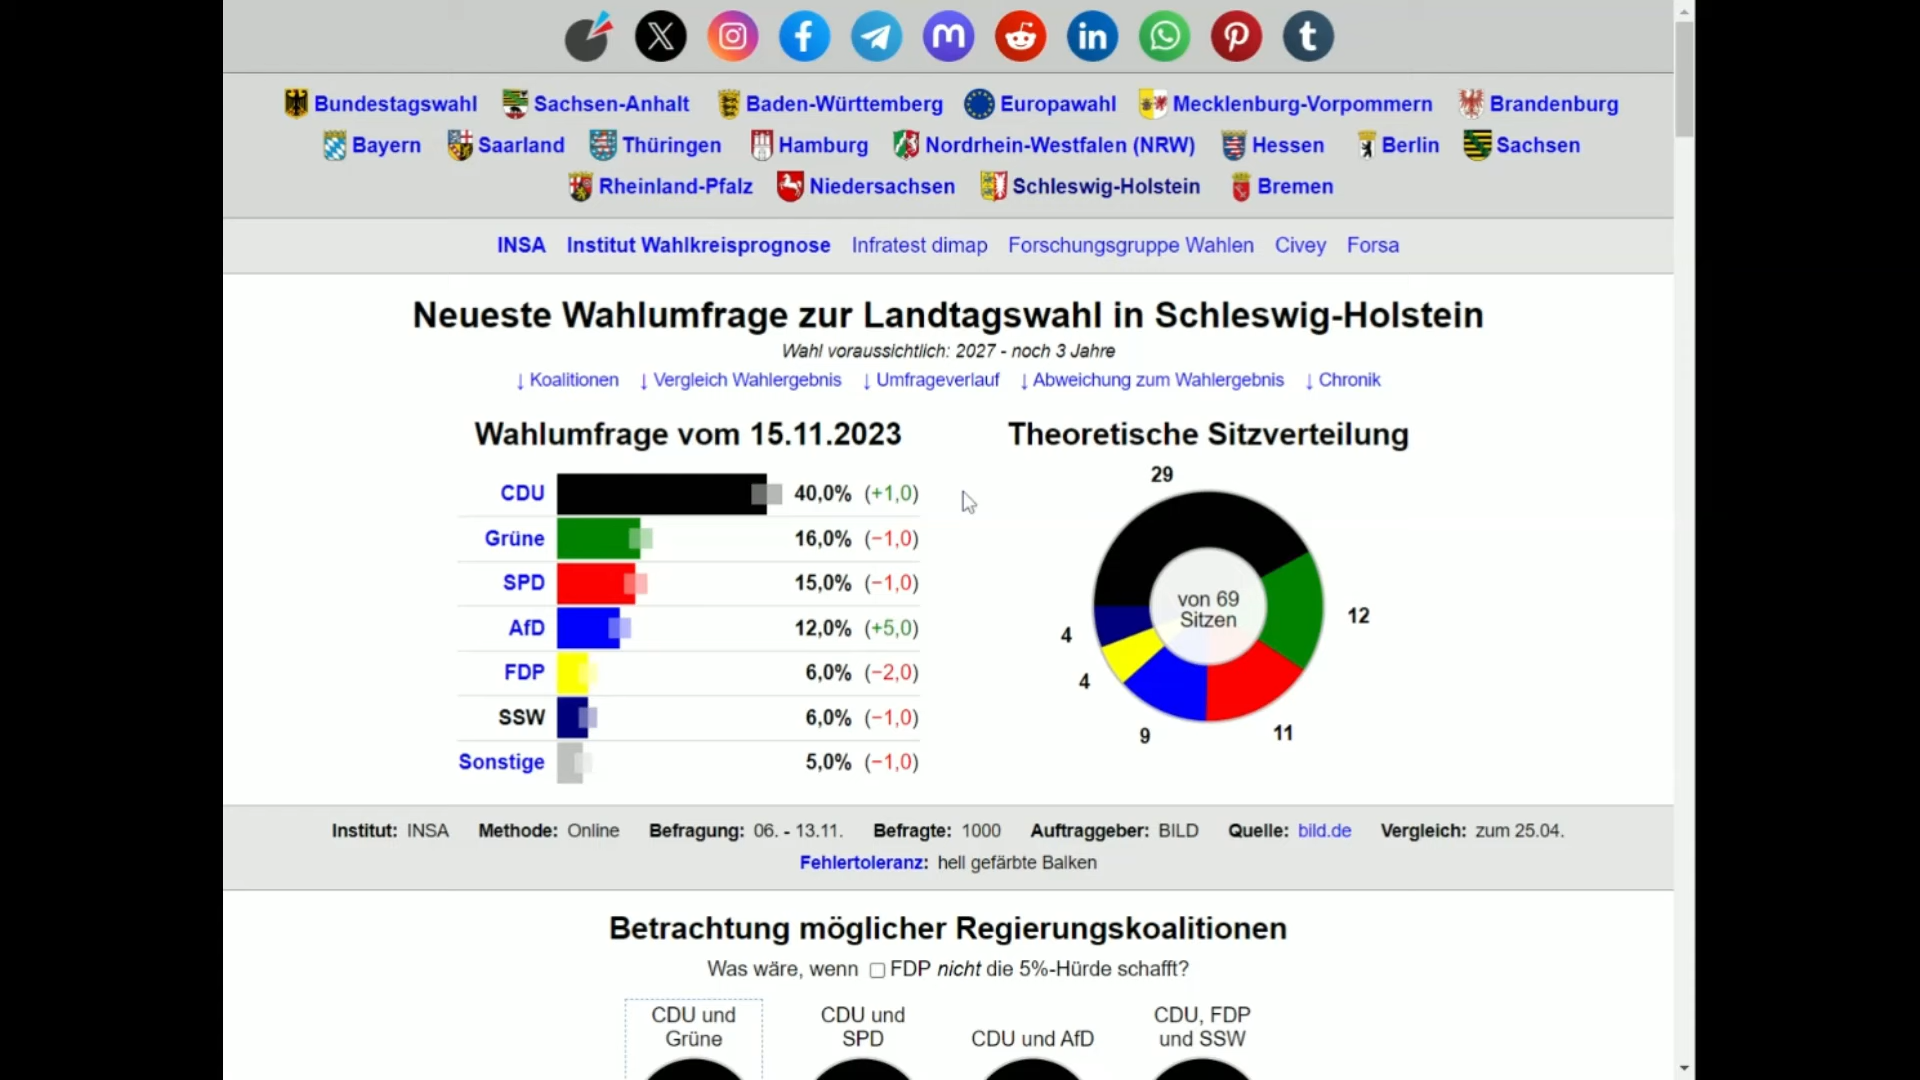 Bundestagswahl Sachsen-Anhalt Baden-Württemberg Europawahl Mecklenburg-Vorpommern Brandenburg
Bayern Saarland Thüringen Hamburg Nordrhein-Westfalen (NRW) Hessen Berlin Sachsen
Rheinland-Pfalz Niedersachsen Schleswig-Holstein Bremen
INSA Institut Wahlkreisprognose Infratest dimap Forschungsgruppe Wahlen Civey Forsa
Neueste Wahlumfrage zur Landtagswahl in Schleswig-Holstein
Wahl voraussichtlich: 2027 - noch 3 Jahre
↓ Koalitionen ↓ Vergleich Wahlergebnis ↓ Umfrageverlauf ↓ Abweichung zum Wahlergebnis ↓ Chronik
Wahlumfrage vom 15.11.2023
CDU 40,0% (+1,0)
Grüne 16,0% (−1,0)
SPD 15,0% (−1,0)
AfD 12,0% (+5,0)
FDP 6,0% (−2,0)
SSW 6,0% (−1,0)
Sonstige 5,0% (−1,0)
Theoretische Sitzverteilung
29
12
11
9
4
4
von 69
Sitzen
Institut: INSA Methode: Online Befragung: 06. - 13.11. Befragte: 1000 Auftraggeber: BILD Quelle: bild.de Vergleich: zum 25.04.
Fehlertoleranz: hell gefärbte Balken
Betrachtung möglicher Regierungskoalitionen
Was wäre, wenn FDP nicht die 5%-Hürde schafft?
CDU und
Grüne
CDU und
SPD
CDU und AfD
CDU, FDP
und SSW